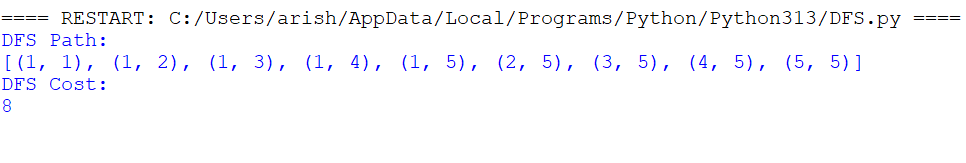 ==== RESTART: C:/Users/arish/AppData/Local/Programs/Python/Python313/DFS.py ====
DFS Path:
[(1, 1), (1, 2), (1, 3), (1, 4), (1, 5), (2, 5), (3, 5), (4, 5), (5, 5)]
DFS Cost:
8